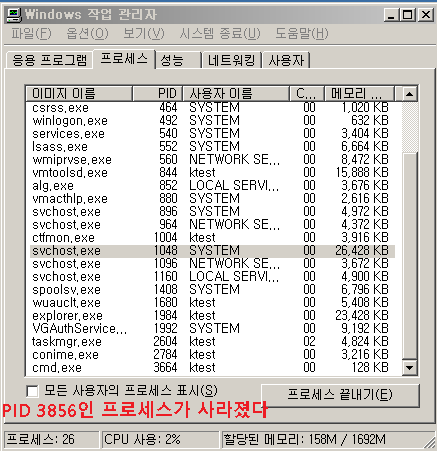 Windows 작업 관리자
파일(F) 옵션(O) 보기(V) 시스템 종료(U) 도움말(H)
응용 프로그램 프로세스 성능 네트워킹 사용자
이미지 이름 PID 사용자 이름 C... 메모리 ...
csrss.exe 464 SYSTEM 00 1,020 KB
winlogon.exe 492 SYSTEM 00 632 KB
services.exe 540 SYSTEM 00 3,404 KB
lsass.exe 552 SYSTEM 00 6,664 KB
wmiprvse.exe 560 NETWORK SE... 00 8,472 KB
vmtoolsd.exe 844 ktest 00 15,888 KB
alg.exe 852 LOCAL SERVI... 00 3,676 KB
vmacthlp.exe 880 SYSTEM 00 2,616 KB
svchost.exe 896 SYSTEM 00 4,972 KB
svchost.exe 964 NETWORK SE... 00 4,372 KB
ctfmon.exe 1004 ktest 00 3,916 KB
svchost.exe 1048 SYSTEM 00 26,428 KB
svchost.exe 1096 NETWORK SE... 00 3,672 KB
svchost.exe 1160 LOCAL SERVI... 00 4,900 KB
spoolsv.exe 1408 SYSTEM 00 6,796 KB
wuauclt.exe 1680 ktest 00 5,408 KB
explorer.exe 1984 ktest 00 23,428 KB
VGAuthService... 1992 SYSTEM 00 9,192 KB
taskmgr.exe 2604 ktest 02 4,824 KB
conime.exe 2784 ktest 00 3,216 KB
cmd.exe 3664 ktest 00 128 KB
모든 사용자의 프로세스 표시(S) 프로세스 끝내기(E)
PID 3856인 프로세스가 사라졌다
프로세스: 26 CPU 사용: 2% 할당된 메모리: 158M / 1692M